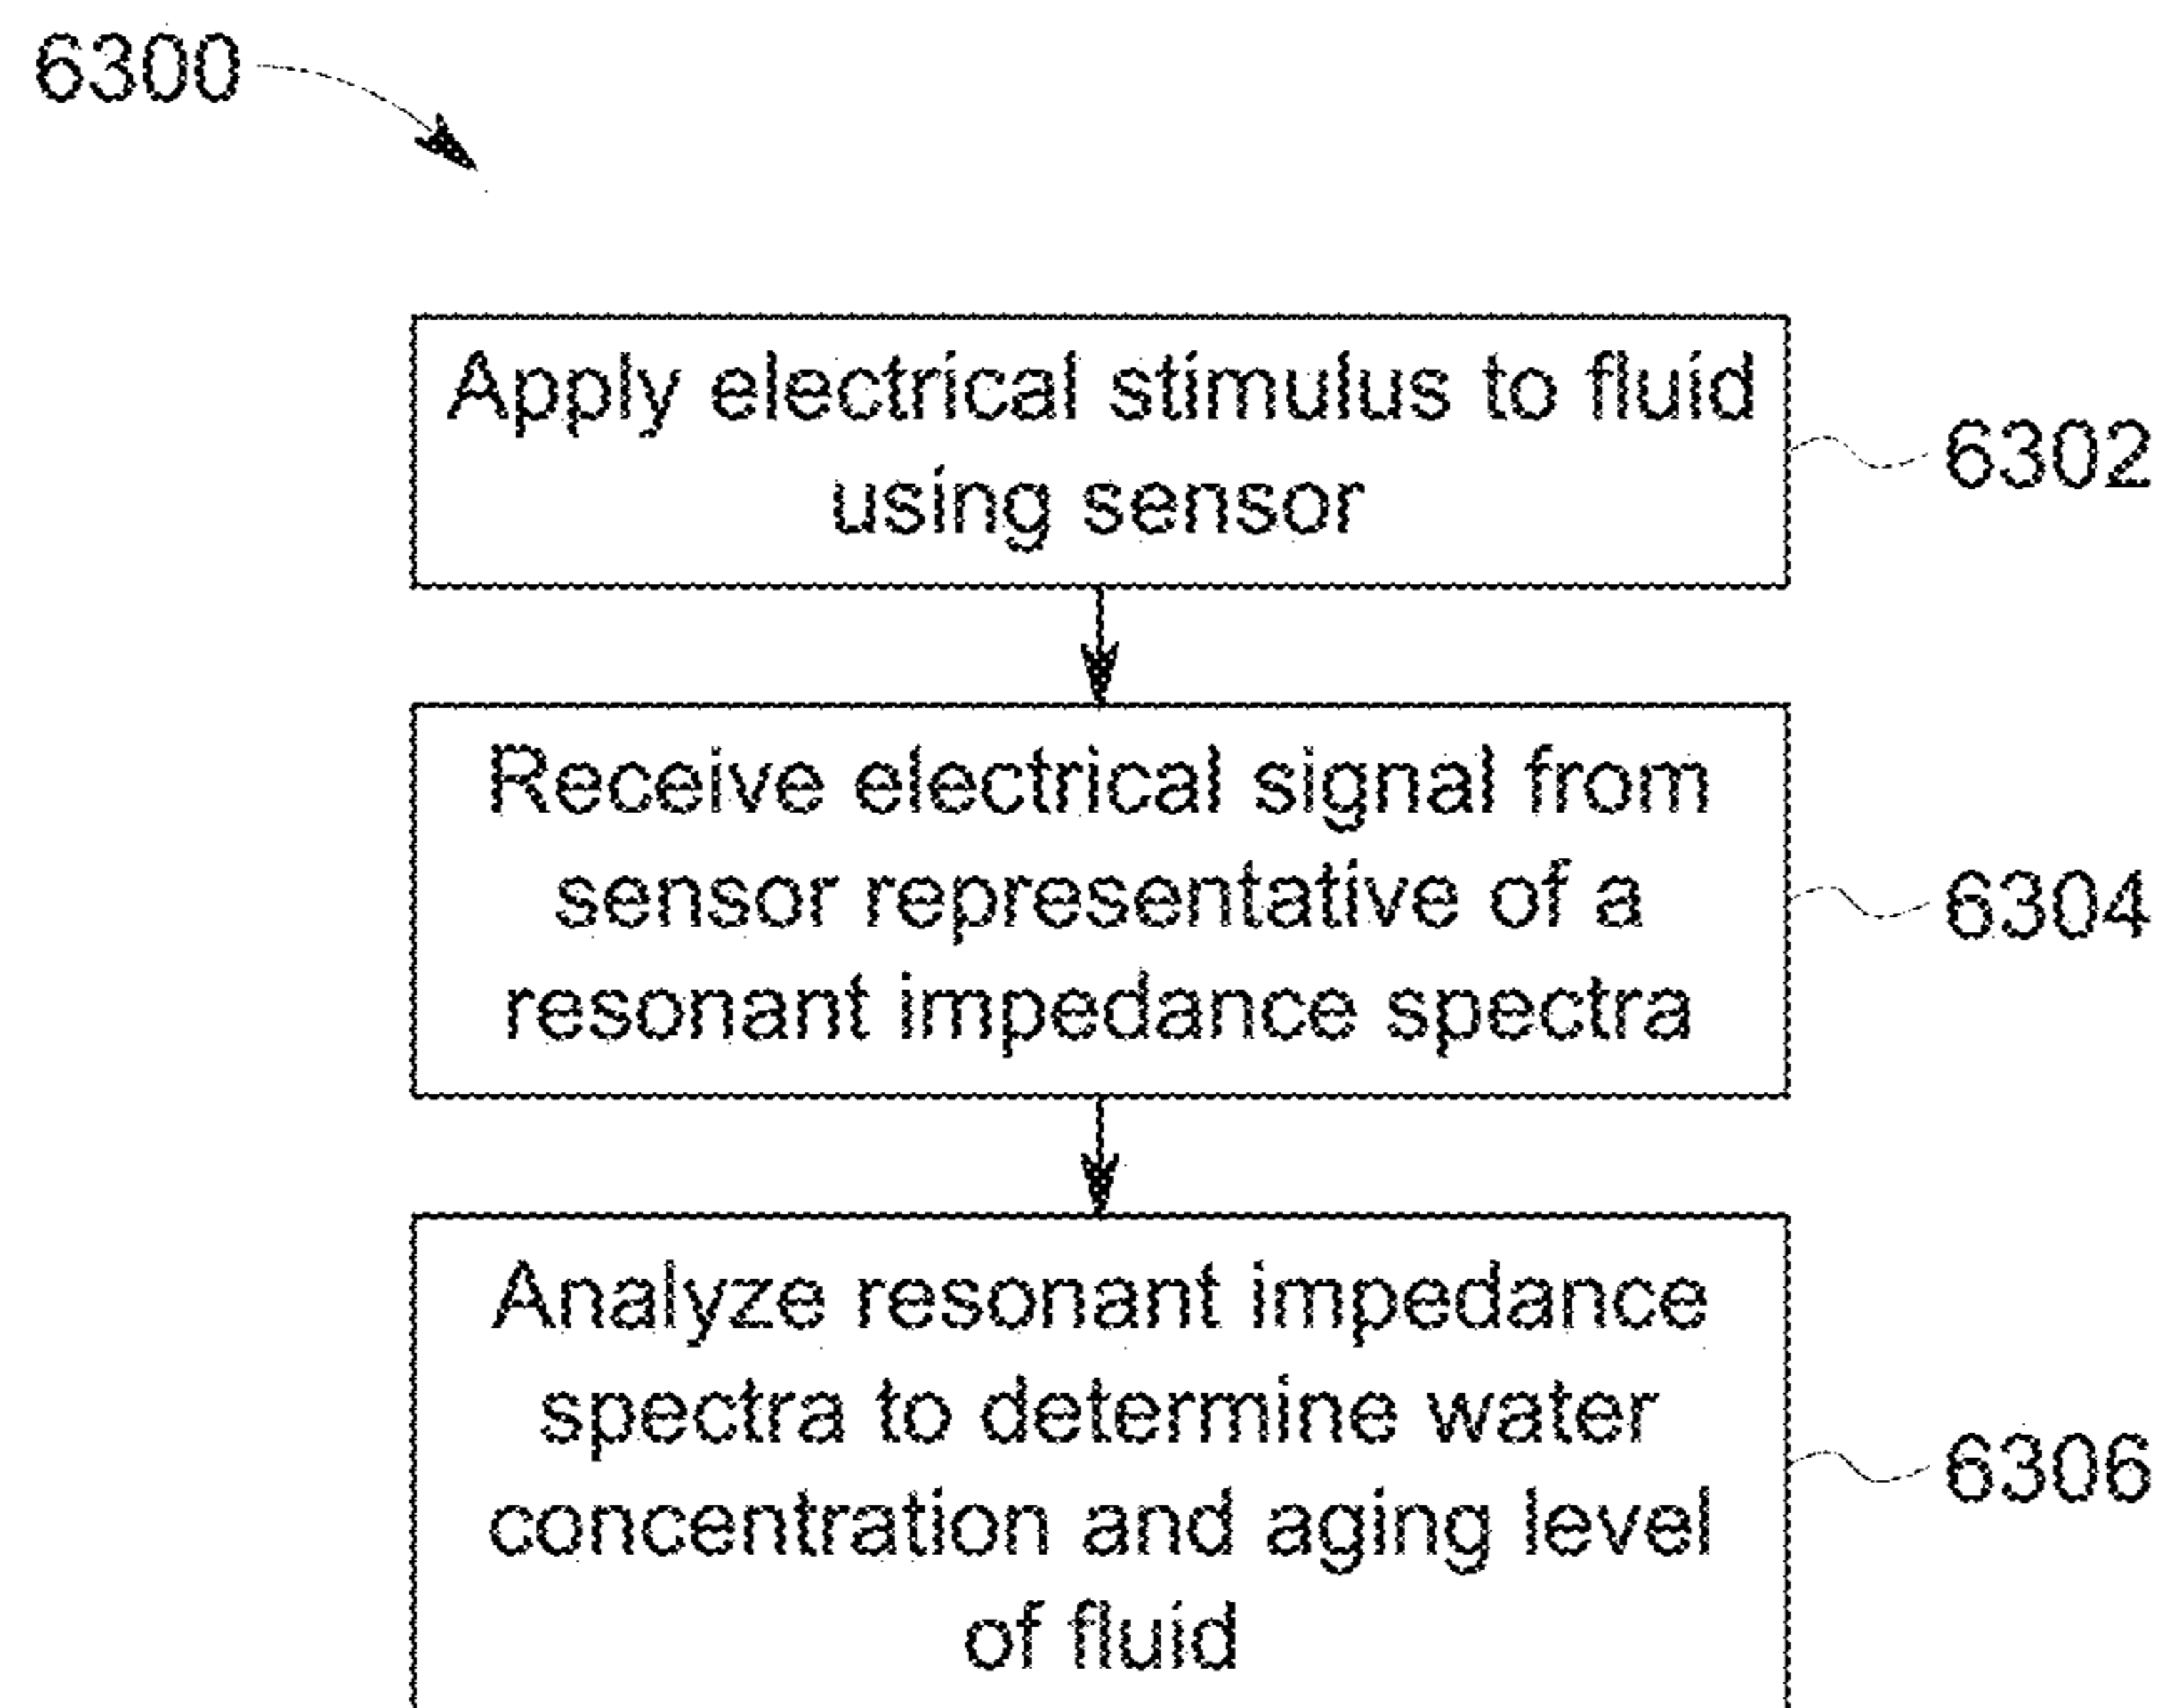 6300
Apply electrical stimulus to fluid
using sensor
6302
Receive electrical signal from
sensor representative of a
resonant impedance spectra
6304
Analyze resonant impedance
spectra to determine water
concentration and aging level
of fluid
6306